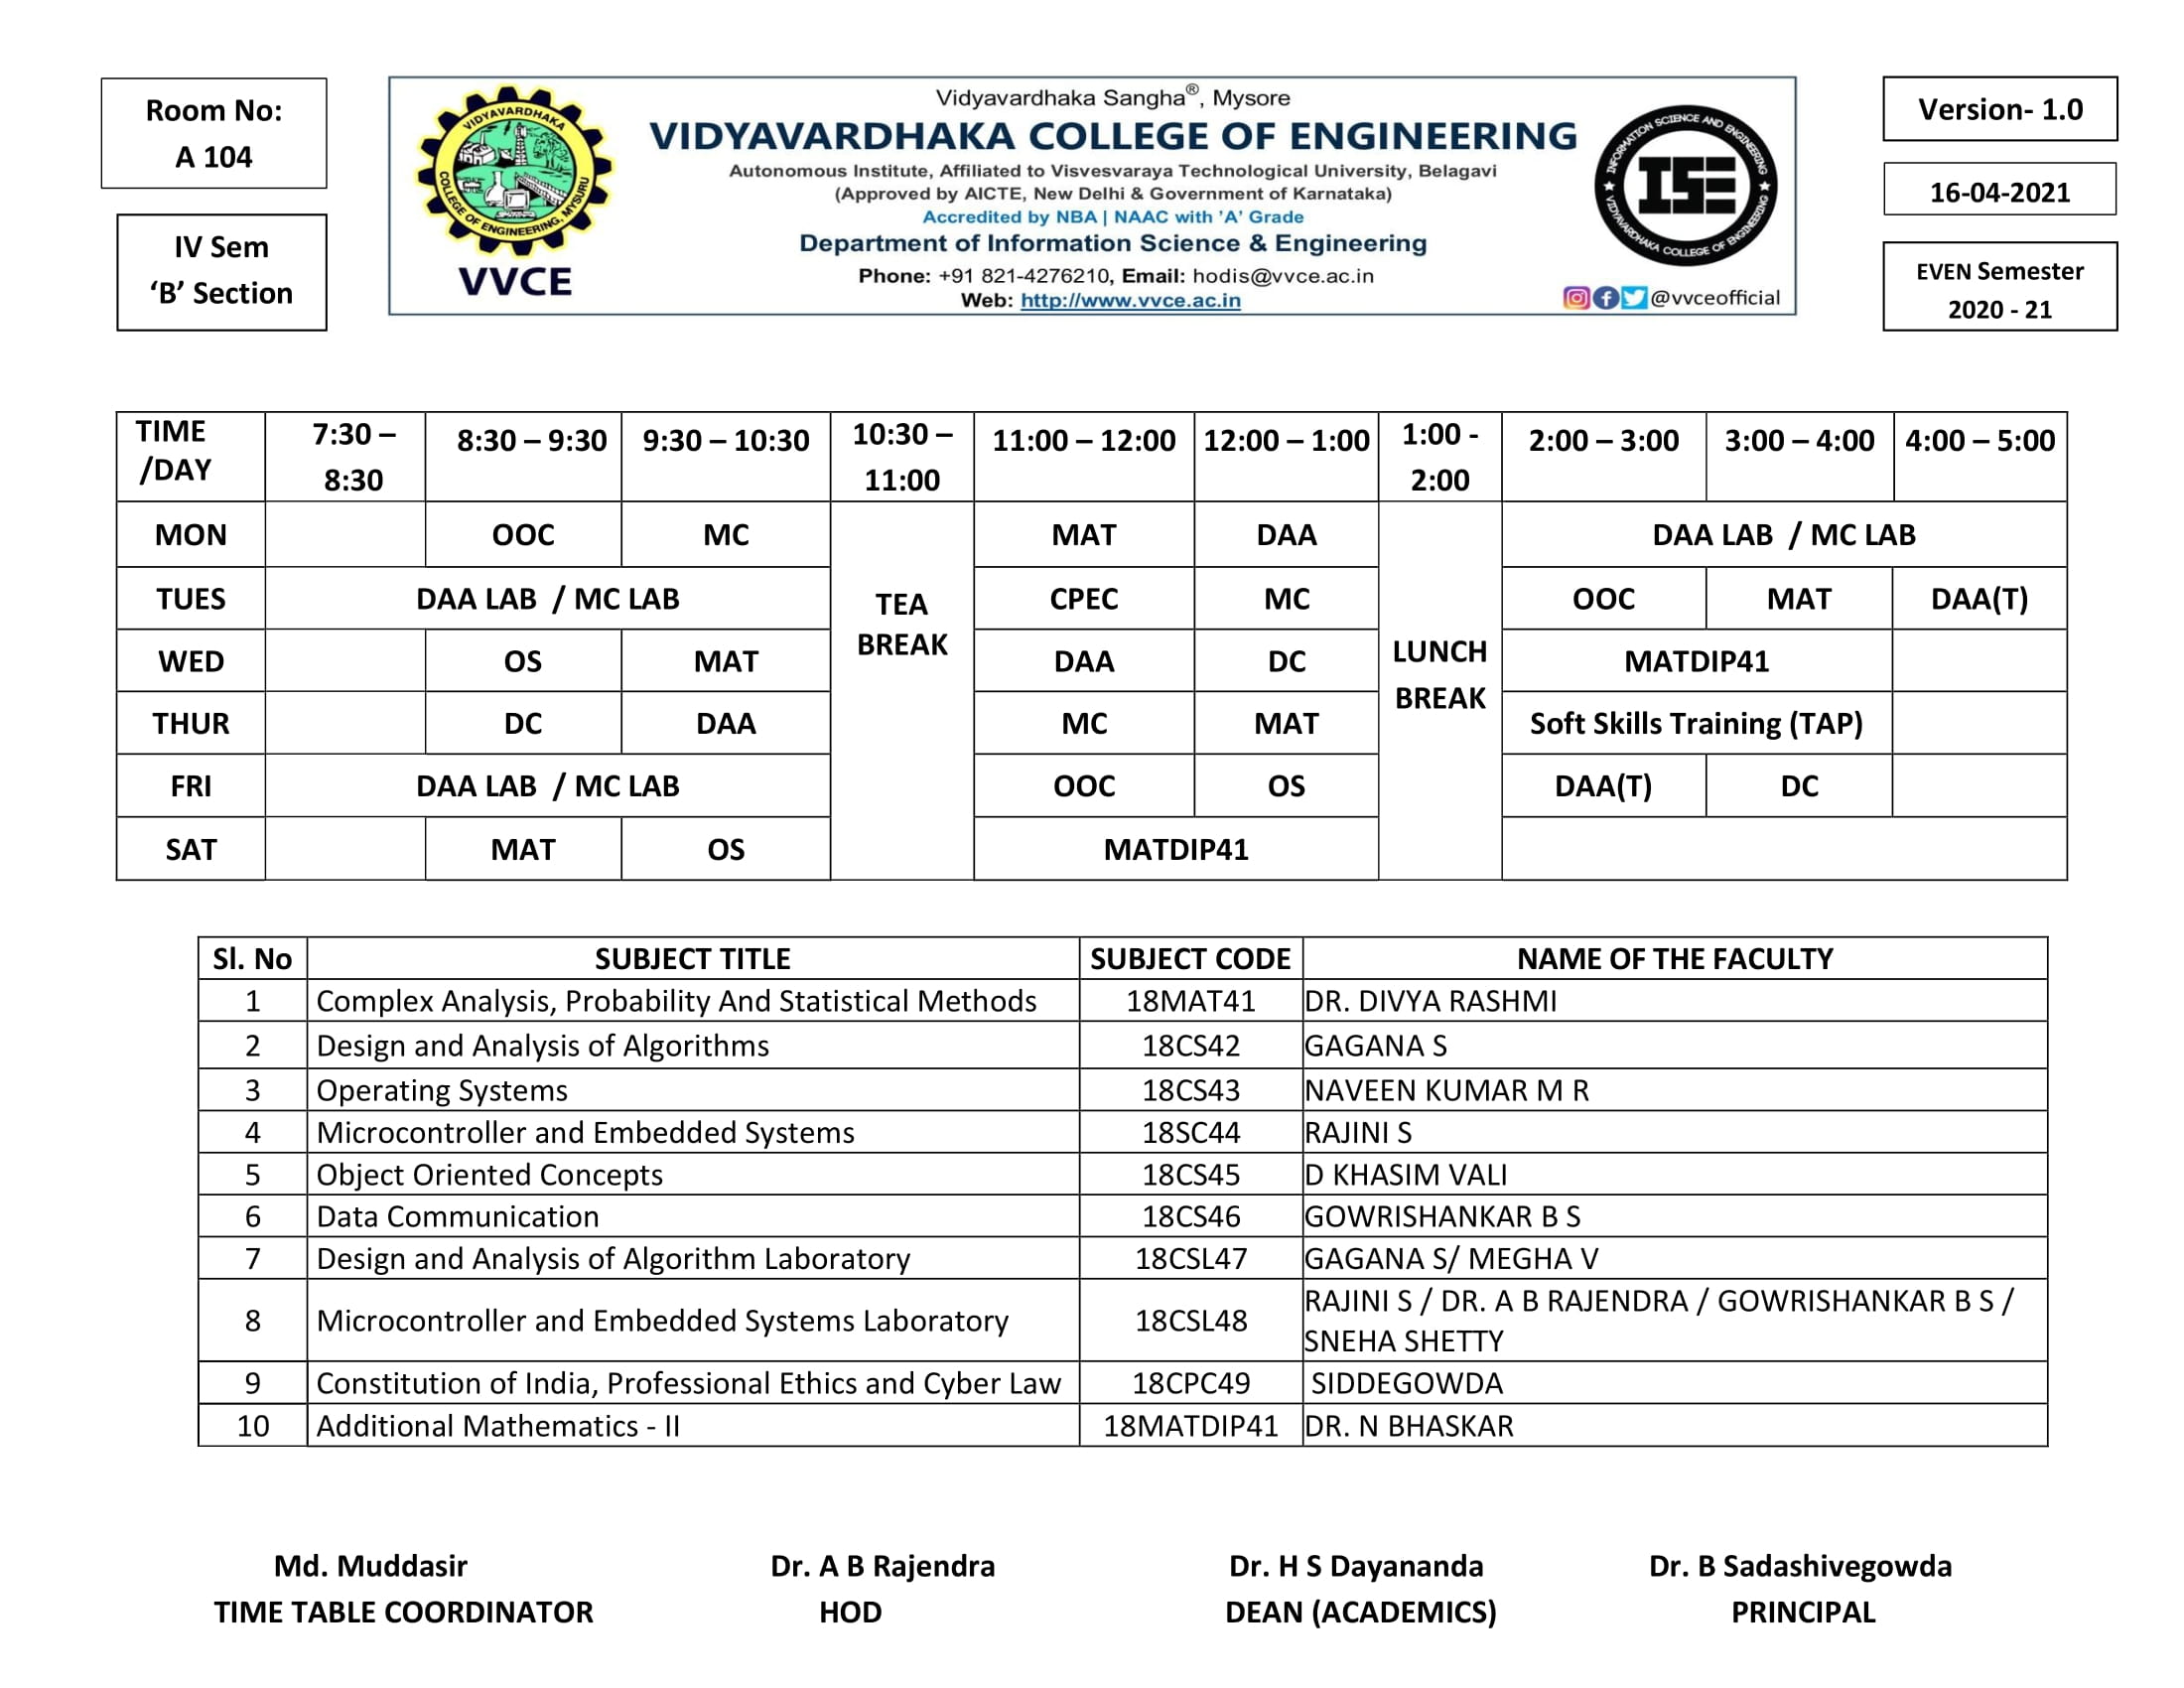 Room No:
A 104
IV Sem
‘B’ Section
VIDYAVARDHAKA
COLLEGE OF ENGINEERING, MYSURU
VVCE
Vidyavardhaka Sangha®, Mysore
VIDYAVARDHAKA COLLEGE OF ENGINEERING
Autonomous Institute, Affiliated to Visvesvaraya Technological University, Belagavi
(Approved by AICTE, New Delhi & Government of Karnataka)
Accredited by NBA | NAAC with ’A’ Grade
Department of Information Science & Engineering
Phone: +91 821-4276210, Email: hodis@vvce.ac.in
Web: http://www.vvce.ac.in
INFORMATION SCIENCE AND ENGINEERING
ISE
VIDYAVARDHAKA COLLEGE OF ENGINEERING
@vvceofficial
Version- 1.0
16-04-2021
EVEN Semester
2020 - 21
TIME /DAY 7:30 – 8:30 8:30 – 9:30 9:30 – 10:30 10:30 – 11:00 11:00 – 12:00 12:00 – 1:00 1:00 - 2:00 2:00 – 3:00 3:00 – 4:00 4:00 – 5:00
MON OOC MC MAT DAA DAA LAB / MC LAB
TUES DAA LAB / MC LAB CPEC MC OOC MAT DAA(T)
TEA BREAK
WED OS MAT DAA DC MATDIP41
LUNCH BREAK
THUR DC DAA MC MAT Soft Skills Training (TAP)
FRI DAA LAB / MC LAB OOC OS DAA(T) DC
SAT MAT OS MATDIP41
Sl. No SUBJECT TITLE SUBJECT CODE NAME OF THE FACULTY
1 Complex Analysis, Probability And Statistical Methods 18MAT41 DR. DIVYA RASHMI
2 Design and Analysis of Algorithms 18CS42 GAGANA S
3 Operating Systems 18CS43 NAVEEN KUMAR M R
4 Microcontroller and Embedded Systems 18SC44 RAJINI S
5 Object Oriented Concepts 18CS45 D KHASIM VALI
6 Data Communication 18CS46 GOWRISHANKAR B S
7 Design and Analysis of Algorithm Laboratory 18CSL47 GAGANA S/ MEGHA V
8 Microcontroller and Embedded Systems Laboratory 18CSL48 RAJINI S / DR. A B RAJENDRA / GOWRISHANKAR B S /
SNEHA SHETTY
9 Constitution of India, Professional Ethics and Cyber Law 18CPC49 SIDDEGOWDA
10 Additional Mathematics - II 18MATDIP41 DR. N BHASKAR
Md. Muddasir Dr. A B Rajendra Dr. H S Dayananda Dr. B Sadashivegowda
TIME TABLE COORDINATOR HOD DEAN (ACADEMICS) PRINCIPAL